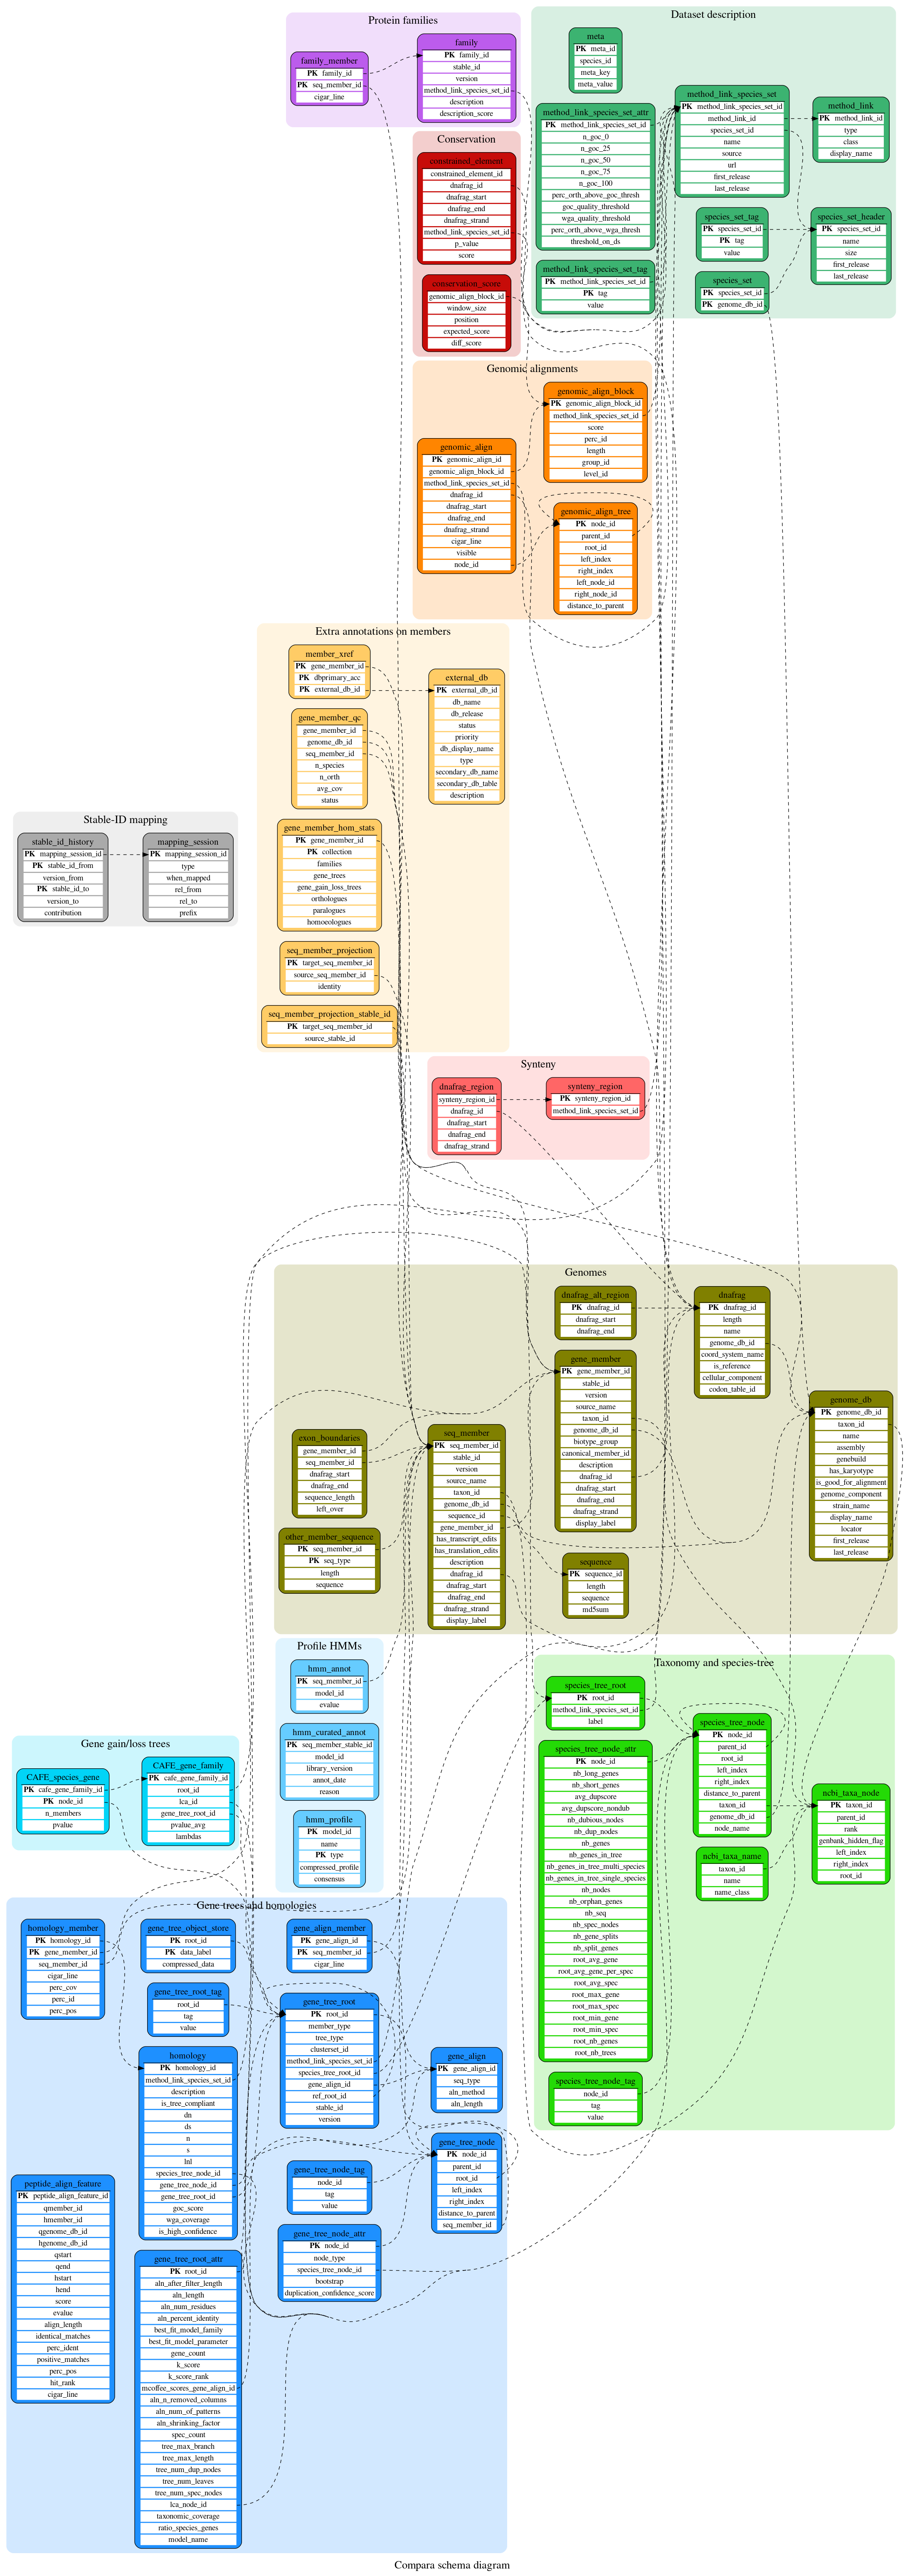 Protein families
family_member
PK family_id
PK seq_member_id
cigar_line
family
PK family_id
stable_id
version
method_link_species_set_id
description
description_score
Dataset description
meta
PK meta_id
species_id
meta_key
meta_value
method_link_species_set_attr
PK method_link_species_set_id
n_goc_0
n_goc_25
n_goc_50
n_goc_75
n_goc_100
perc_orth_above_goc_thresh
goc_quality_threshold
wga_quality_threshold
perc_orth_above_wga_thresh
threshold_on_ds
method_link_species_set_tag
PK method_link_species_set_id
PK tag
value
method_link_species_set
PK method_link_species_set_id
method_link_id
species_set_id
name
source
url
first_release
last_release
method_link
PK method_link_id
type
class
display_name
species_set_tag
PK species_set_id
PK tag
value
species_set_header
PK species_set_id
name
size
first_release
last_release
species_set
PK species_set_id
PK genome_db_id
Conservation
constrained_element
constrained_element_id
dnafrag_id
dnafrag_start
dnafrag_end
dnafrag_strand
method_link_species_set_id
p_value
score
conservation_score
genomic_align_block_id
window_size
position
expected_score
diff_score
Genomic alignments
genomic_align_block
PK genomic_align_block_id
method_link_species_set_id
score
perc_id
length
group_id
level_id
genomic_align
PK genomic_align_id
genomic_align_block_id
method_link_species_set_id
dnafrag_id
dnafrag_start
dnafrag_end
dnafrag_strand
cigar_line
visible
node_id
genomic_align_tree
PK node_id
parent_id
root_id
left_index
right_index
left_node_id
right_node_id
distance_to_parent
Extra annotations on members
member_xref
PK gene_member_id
PK dbprimary_acc
PK external_db_id
external_db
PK external_db_id
db_name
db_release
status
priority
db_display_name
type
secondary_db_name
secondary_db_table
description
gene_member_qc
gene_member_id
genome_db_id
seq_member_id
n_species
n_orth
avg_cov
status
gene_member_hom_stats
PK gene_member_id
PK collection
families
gene_trees
gene_gain_loss_trees
orthologues
paralogues
homoeologues
seq_member_projection
PK target_seq_member_id
source_seq_member_id
identity
seq_member_projection_stable_id
PK target_seq_member_id
source_stable_id
Stable-ID mapping
stable_id_history
PK mapping_session_id
PK stable_id_from
version_from
PK stable_id_to
version_to
contribution
mapping_session
PK mapping_session_id
type
when_mapped
rel_from
rel_to
prefix
Synteny
dnafrag_region
synteny_region_id
dnafrag_id
dnafrag_start
dnafrag_end
dnafrag_strand
synteny_region
PK synteny_region_id
method_link_species_set_id
Genomes
dnafrag_alt_region
PK dnafrag_id
dnafrag_start
dnafrag_end
dnafrag
PK dnafrag_id
length
name
genome_db_id
coord_system_name
is_reference
cellular_component
codon_table_id
gene_member
PK gene_member_id
stable_id
version
source_name
taxon_id
genome_db_id
biotype_group
canonical_member_id
description
dnafrag_id
dnafrag_start
dnafrag_end
dnafrag_strand
display_label
genome_db
PK genome_db_id
taxon_id
name
assembly
genebuild
has_karyotype
is_good_for_alignment
genome_component
strain_name
display_name
locator
first_release
last_release
exon_boundaries
gene_member_id
seq_member_id
dnafrag_start
dnafrag_end
sequence_length
left_over
seq_member
PK seq_member_id
stable_id
version
source_name
taxon_id
genome_db_id
sequence_id
gene_member_id
has_transcript_edits
has_translation_edits
description
dnafrag_id
dnafrag_start
dnafrag_end
dnafrag_strand
display_label
other_member_sequence
PK seq_member_id
PK seq_type
length
sequence
sequence
PK sequence_id
length
sequence
md5sum
Profile HMMs
hmm_annot
PK seq_member_id
model_id
evalue
hmm_curated_annot
PK seq_member_stable_id
model_id
library_version
annot_date
reason
hmm_profile
PK model_id
name
PK type
compressed_profile
consensus
Taxonomy and species-tree
species_tree_root
PK root_id
method_link_species_set_id
label
species_tree_node_attr
PK node_id
nb_long_genes
nb_short_genes
avg_dupscore
avg_dupscore_nondub
nb_dubious_nodes
nb_dup_nodes
nb_genes
nb_genes_in_tree
nb_genes_in_tree_multi_species
nb_genes_in_tree_single_species
nb_nodes
nb_orphan_genes
nb_seq
nb_spec_nodes
nb_gene_splits
nb_split_genes
root_avg_gene
root_avg_gene_per_spec
root_avg_spec
root_max_gene
root_max_spec
root_min_gene
root_min_spec
root_nb_genes
root_nb_trees
species_tree_node_tag
node_id
tag
value
species_tree_node
PK node_id
parent_id
root_id
left_index
right_index
distance_to_parent
taxon_id
genome_db_id
node_name
ncbi_taxa_name
taxon_id
name
name_class
ncbi_taxa_node
PK taxon_id
parent_id
rank
genbank_hidden_flag
left_index
right_index
root_id
Gene gain/loss trees
CAFE_species_gene
PK cafe_gene_family_id
PK node_id
n_members
pvalue
CAFE_gene_family
PK cafe_gene_family_id
root_id
lca_id
gene_tree_root_id
pvalue_avg
lambdas
Gene trees and homologies
homology_member
PK homology_id
PK gene_member_id
seq_member_id
cigar_line
perc_cov
perc_id
perc_pos
gene_tree_object_store
PK root_id
PK data_label
compressed_data
gene_align_member
PK gene_align_id
PK seq_member_id
cigar_line
gene_tree_root_tag
root_id
tag
value
gene_tree_root
PK root_id
member_type
tree_type
clusterset_id
method_link_species_set_id
species_tree_root_id
gene_align_id
ref_root_id
stable_id
version
homology
PK homology_id
method_link_species_set_id
description
is_tree_compliant
dn
ds
n
s
lnl
species_tree_node_id
gene_tree_node_id
gene_tree_root_id
goc_score
wga_coverage
is_high_confidence
gene_align
PK gene_align_id
seq_type
aln_method
aln_length
gene_tree_node
PK node_id
parent_id
root_id
left_index
right_index
distance_to_parent
seq_member_id
gene_tree_node_tag
node_id
tag
value
gene_tree_node_attr
PK node_id
node_type
species_tree_node_id
bootstrap
duplication_confidence_score
peptide_align_feature
PK peptide_align_feature_id
qmember_id
hmember_id
qgenome_db_id
hgenome_db_id
qstart
qend
hstart
hend
score
evalue
align_length
identical_matches
perc_ident
positive_matches
perc_pos
hit_rank
cigar_line
gene_tree_root_attr
PK root_id
aln_after_filter_length
aln_length
aln_num_residues
aln_percent_identity
best_fit_model_family
best_fit_model_parameter
gene_count
k_score
k_score_rank
mcoffee_scores_gene_align_id
aln_n_removed_columns
aln_num_of_patterns
aln_shrinking_factor
spec_count
tree_max_branch
tree_max_length
tree_num_dup_nodes
tree_num_leaves
tree_num_spec_nodes
lca_node_id
taxonomic_coverage
ratio_species_genes
model_name
Compara schema diagram